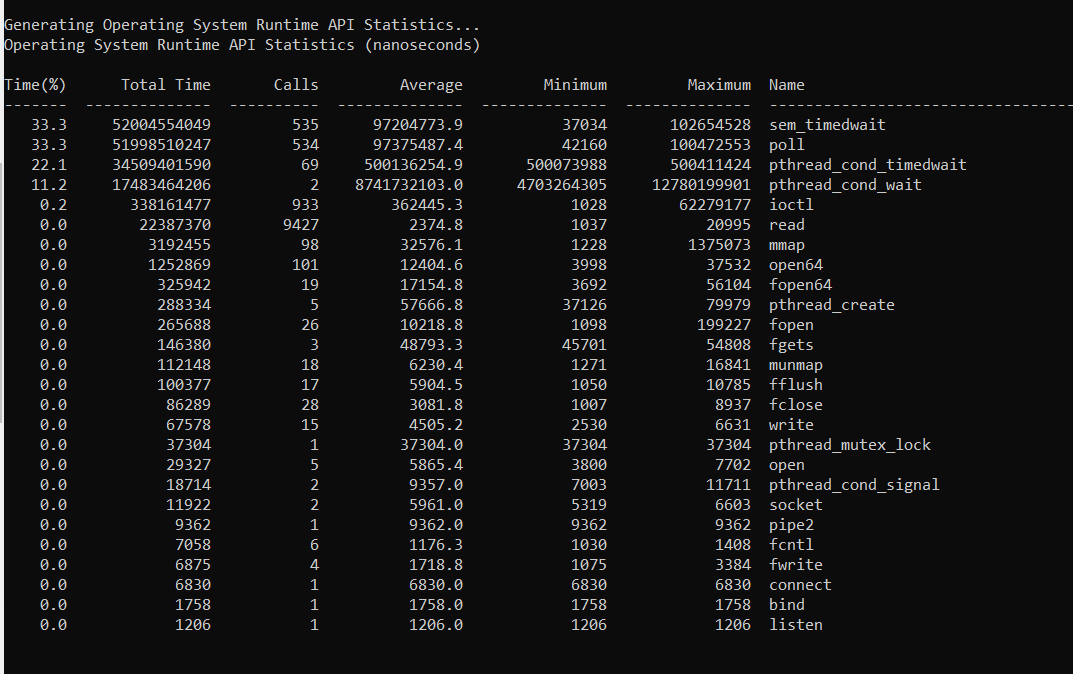 Generating Operating System Runtime API Statistics...
Operating System Runtime API Statistics (nanoseconds)
Time(%) Total Time Calls Average Minimum Maximum Name
------- -------------- ---------- -------------- -------------- -------------- ----------------------------------
33.3 52004554049 535 97204773.9 37034 102654528 sem_timedwait
33.3 51998510247 534 97375487.4 42160 100472553 poll
22.1 34509401590 69 500136254.9 500073988 500411424 pthread_cond_timedwait
11.2 17483464206 2 8741732103.0 4703264305 12780199901 pthread_cond_wait
0.2 338161477 933 362445.3 1028 62279177 ioctl
0.0 22387370 9427 2374.8 1037 20995 read
0.0 3192455 98 32576.1 1228 1375073 mmap
0.0 1252869 101 12404.6 3998 37532 open64
0.0 325942 19 17154.8 3692 56104 fopen64
0.0 288334 5 57666.8 37126 79979 pthread_create
0.0 265688 26 10218.8 1098 199227 fopen
0.0 146380 3 48793.3 45701 54808 fgets
0.0 112148 18 6230.4 1271 16841 munmap
0.0 100377 17 5904.5 1050 10785 fflush
0.0 86289 28 3081.8 1007 8937 fclose
0.0 67578 15 4505.2 2530 6631 write
0.0 37304 1 37304.0 37304 37304 pthread_mutex_lock
0.0 29327 5 5865.4 3800 7702 open
0.0 18714 2 9357.0 7003 11711 pthread_cond_signal
0.0 11922 2 5961.0 5319 6603 socket
0.0 9362 1 9362.0 9362 9362 pipe2
0.0 7058 6 1176.3 1030 1408 fcntl
0.0 6875 4 1718.8 1075 3384 fwrite
0.0 6830 1 6830.0 6830 6830 connect
0.0 1758 1 1758.0 1758 1758 bind
0.0 1206 1 1206.0 1206 1206 listen